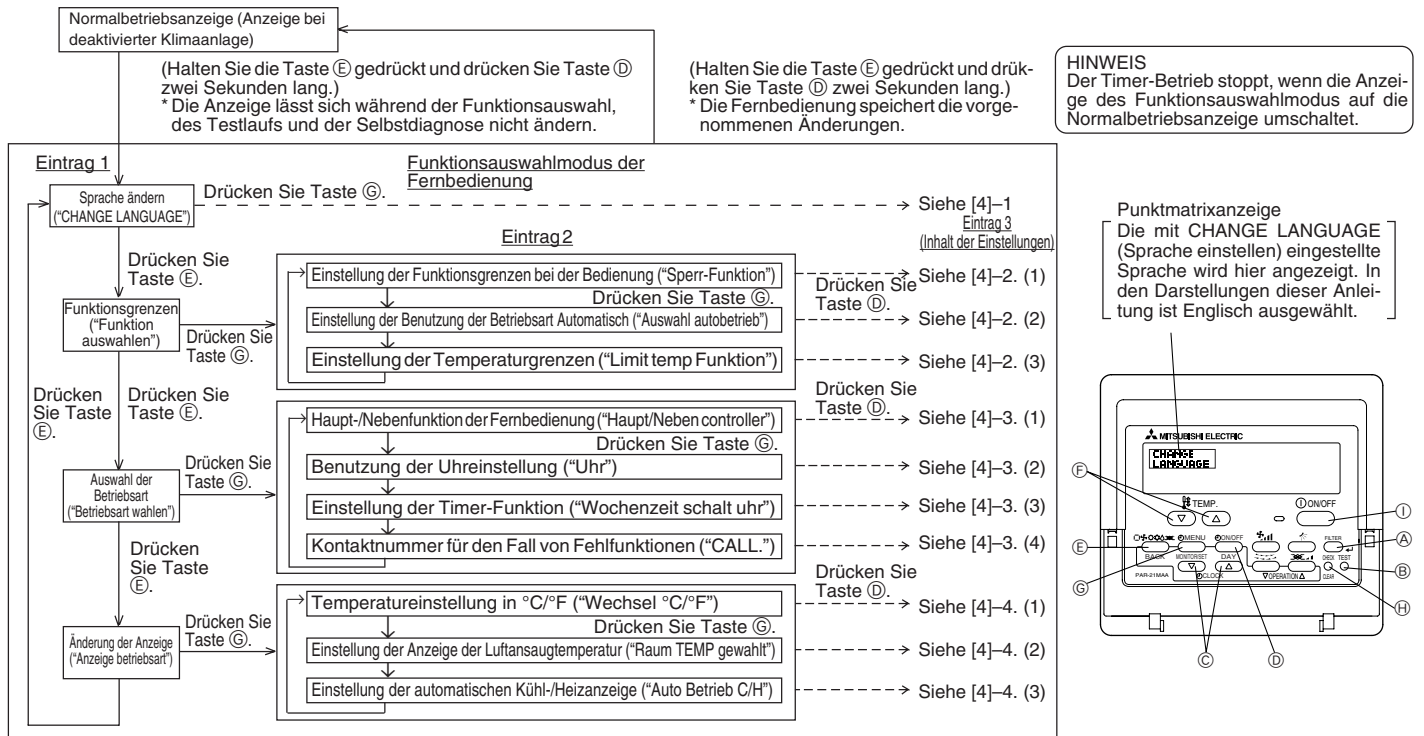 Normalbetriebsanzeige (Anzeige bei
deaktivierter Klimaanlage)
(Halten Sie die Taste Ⓔ gedrückt und drücken Sie Taste Ⓓ
zwei Sekunden lang.)
* Die Anzeige lässt sich während der Funktionsauswahl,
des Testlaufs und der Selbstdiagnose nicht ändern.
(Halten Sie die Taste Ⓔ gedrückt und drük-
ken Sie Taste Ⓓ zwei Sekunden lang.)
* Die Fernbedienung speichert die vorge-
nommenen Änderungen.
HINWEIS
Der Timer-Betrieb stoppt, wenn die Anzei-
ge des Funktionsauswahlmodus auf die
Normalbetriebsanzeige umschaltet.
Eintrag 1
Funktionsauswahlmodus der
Fernbedienung
Sprache ändern
(“CHANGE LANGUAGE”)
Drücken Sie Taste Ⓖ.
Siehe [4]–1
Eintrag 3
(Inhalt der Einstellungen)
Eintrag 2
Drücken Sie
Taste Ⓔ.
Funktionsgrenzen
(“Funktion
auswahlen”)
Drücken Sie
Taste Ⓖ.
Einstellung der Funktionsgrenzen bei der Bedienung (“Sperr-Funktion”)
Drücken Sie Taste Ⓖ.
Einstellung der Benutzung der Betriebsart Automatisch (“Auswahl autobetrieb”)
Einstellung der Temperaturgrenzen (“Limit temp Funktion”)
Drücken Sie
Taste Ⓓ.
Siehe [4]–2. (1)
Siehe [4]–2. (2)
Siehe [4]–2. (3)
Drücken
Sie Taste
Ⓔ.
Drücken Sie
Taste Ⓔ.
Auswahl der
Betriebsart
(“Betriebsart wahlen”)
Drücken Sie
Taste Ⓖ.
Haupt-/Nebenfunktion der Fernbedienung (“Haupt/Neben controller”)
Drücken Sie Taste Ⓖ.
Benutzung der Uhreinstellung (“Uhr”)
Einstellung der Timer-Funktion (“Wochenzeit schalt uhr”)
Kontaktnummer für den Fall von Fehlfunktionen (“CALL.”)
Drücken Sie
Taste Ⓓ.
Siehe [4]–3. (1)
Siehe [4]–3. (2)
Siehe [4]–3. (3)
Siehe [4]–3. (4)
Drücken
Sie Taste
Ⓔ.
Änderung der Anzeige
(“Anzeige betriebsart”)
Drücken Sie
Taste Ⓖ.
Temperatureinstellung in °C/°F (“Wechsel °C/°F”)
Drücken Sie Taste Ⓖ.
Einstellung der Anzeige der Luftansaugtemperatur (“Raum TEMP gewahlt”)
Einstellung der automatischen Kühl-/Heizanzeige (“Auto Betrieb C/H”)
Drücken Sie
Taste Ⓓ.
Siehe [4]–4. (1)
Siehe [4]–4. (2)
Siehe [4]–4. (3)
Punktmatrixanzeige
Die mit CHANGE LANGUAGE
(Sprache einstellen) eingestellte
Sprache wird hier angezeigt. In
den Darstellungen dieser Anlei-
tung ist Englisch ausgewählt.
MITSUBISHI ELECTRIC
CHANGE
LANGUAGE
Ⓕ
TEMP.
ON/OFF
Ⓘ
Ⓔ
MENU
ON/OFF
FILTER
Ⓐ
BACK
MONITOR/SET
DAY
CHECK
TEST
Ⓑ
PAR-21MAA
CLOCK
OPERATION
CLEAR
Ⓖ
Ⓗ
Ⓒ
Ⓓ